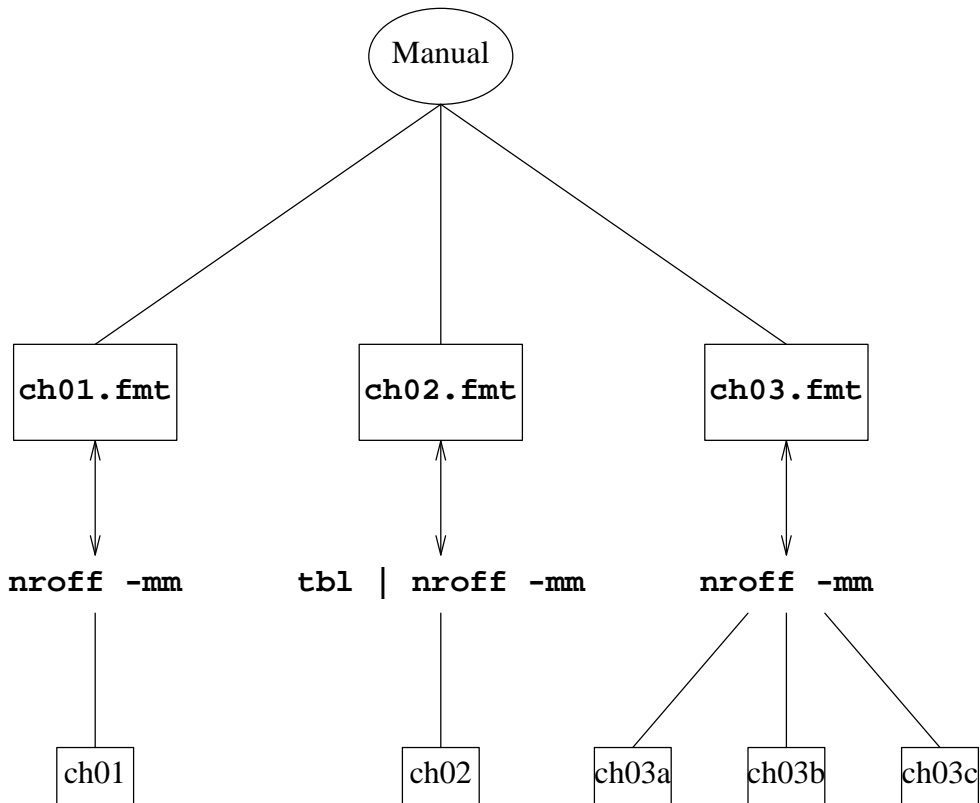 Manual
ch01.fmt ch02.fmt ch03.fmt
nroff -mm tbl | nroff -mm nroff -mm
ch01 ch02 ch03a ch03b ch03c